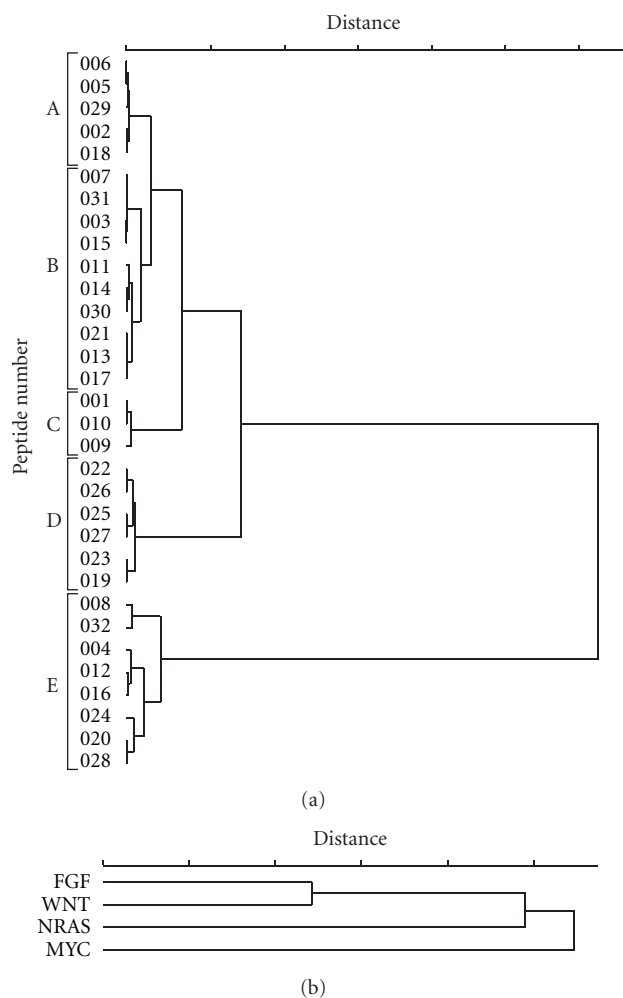 Distance
Peptide number
A
006
005
029
002
018
B
007
031
003
015
011
014
030
021
013
017
C
001
010
009
D
022
026
025
027
023
019
E
008
032
004
012
016
024
020
028
(a)
Distance
FGF
WNT
NRAS
MYC
(b)